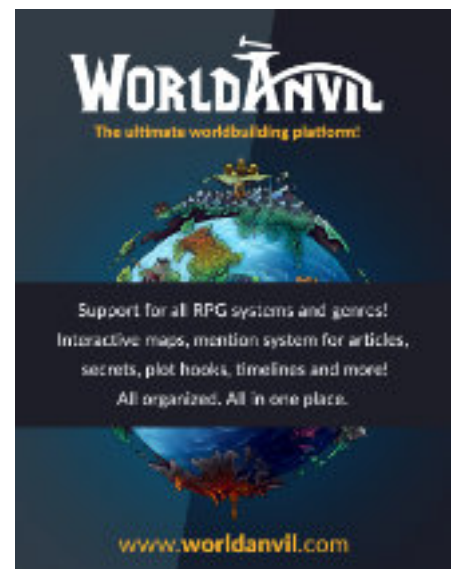 WORLDANVIL
The ultimate worldbuilding platform!
Support for all RPG systems and genres!
Interactive maps, mention system for articles,
secrets, plot hooks, timelines and more!
All organized. All in one place.
www.worldanvil.com